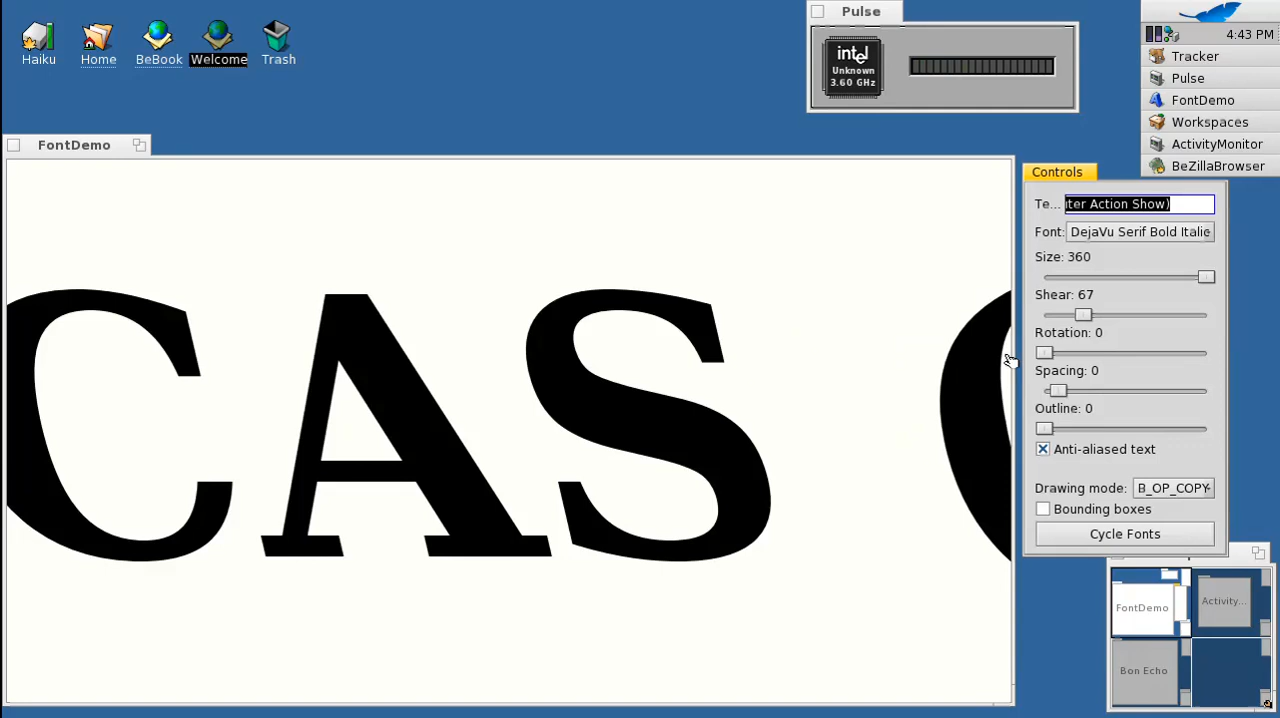 Haiku
Home
BeBook
Welcome
Trash
Pulse
intel
Unknown
3.60 GHz
4:43 PM
Tracker
Pulse
FontDemo
Workspaces
ActivityMonitor
BeZillaBrowser
FontDemo
CAS
Controls
Te... ter Action Show)
Font: DejaVu Serif Bold Italic
Size: 360
Shear: 67
Rotation: 0
Spacing: 0
Outline: 0
Anti-aliased text
Drawing mode: B_OP_COPY
Bounding boxes
Cycle Fonts
FontDemo
Activity...
Bon Echo